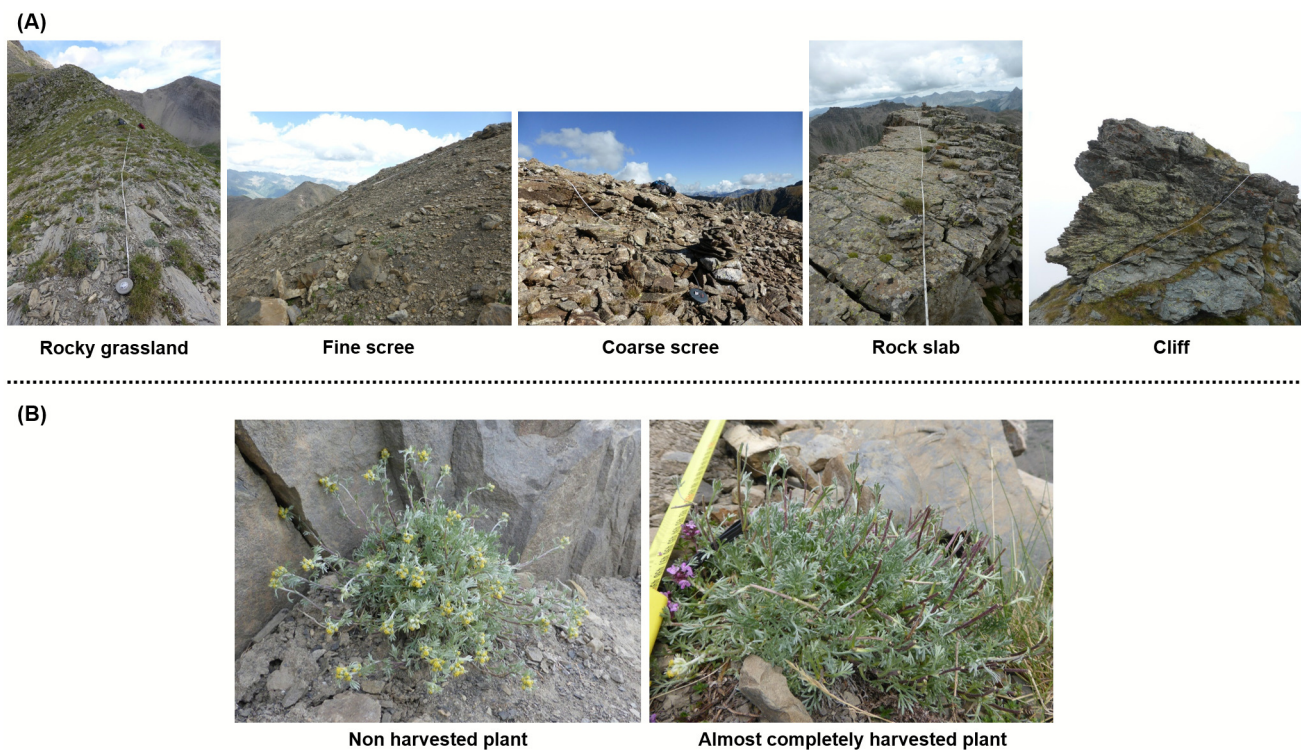 (A)
Rocky grassland
Fine scree
Coarse scree
Rock slab
Cliff
(B)
Non harvested plant
Almost completely harvested plant